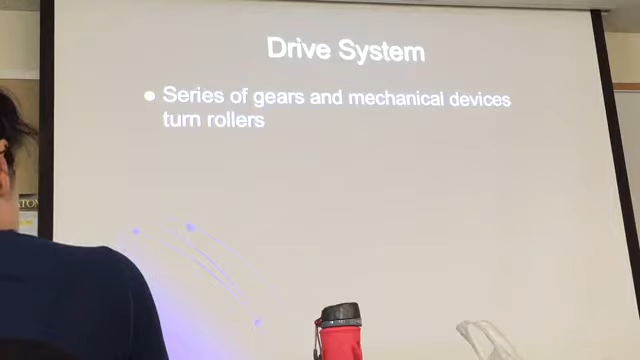 Drive System
● Series of gears and mechanical devices
turn rollers